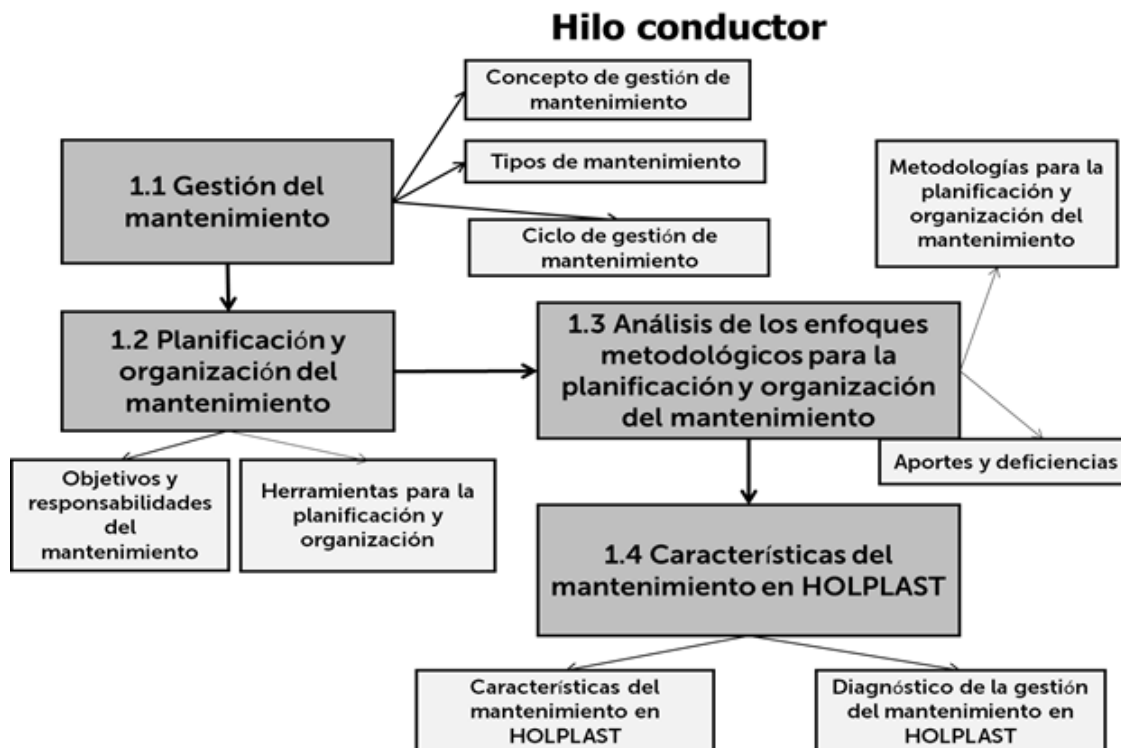 Hilo conductor
Concepto de gestión de
mantenimiento
1.1 Gestión del
mantenimiento
Tipos de mantenimiento
Ciclo de gestión de
mantenimiento
Metodologías para la
planificación y
organización del
mantenimiento
1.2 Planificación y
organización del
mantenimiento
1.3 Análisis de los enfoques
metodológicos para la
planificación y organización
del mantenimiento
Objetivos y
responsabilidades
del
mantenimiento
Herramientas para la
planificación y
organización
Aportes y deficiencias
1.4 Características del
mantenimiento en HOLPLAST
Características del
mantenimiento en
HOLPLAST
Diagnóstico de la gestión
del mantenimiento en
HOLPLAST